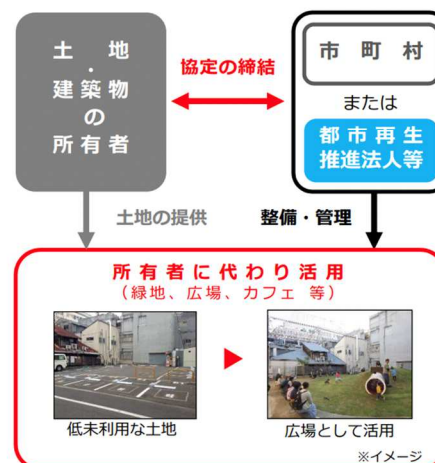 土地
・
建築物
の
所有者
協定の締結
市町村
または
都市再生
推進法人等
土地の提供
整備・管理
所有者に代わり活用
（緑地、広場、カフェ 等）
低未利用な土地
広場として活用
※イメージ